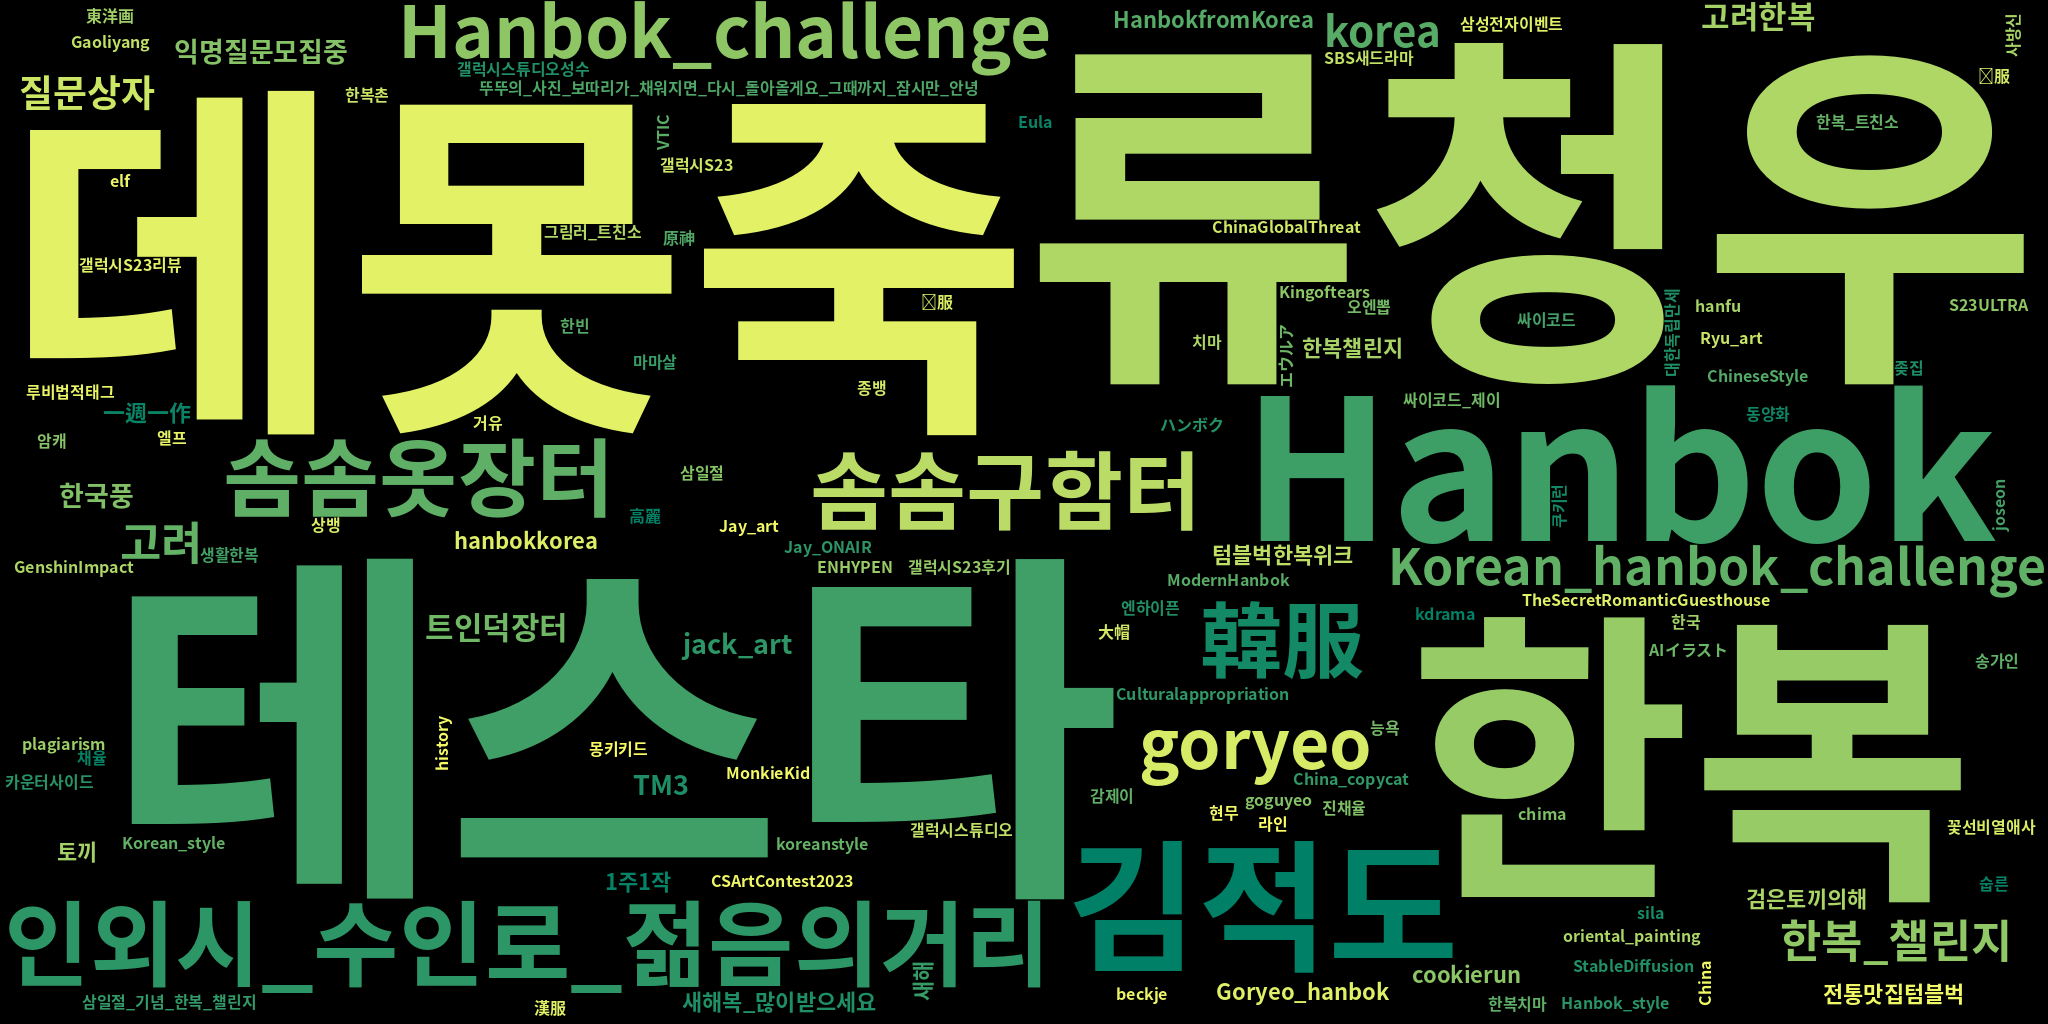 東洋画
Gaoliyang
익명질문모집중
Hanbok_challenge
HanbokfromKorea
korea
삼성전자이벤트
고려한복
사방신
SBS새드라마
갤럭시스튜디오성수
뚜뚜의_사진_보따리가_채워지면_다시_돌아올게요_그때까지_잠시만_안녕
질문상자
한복촌
VTIC
갤럭시S23
Eula
한복_트친소
服
데못죽
류청우
elf
그림러_트친소
原神
ChinaGlobalThreat
갤럭시S23리뷰
服
Kingoftears
오엔뽑
싸이코드
대한독립만세
hanfu
S23ULTRA
한빈
치마
エウルア
한복챌린지
Ryu_art
마마살
좆집
ChineseStyle
루비법적태그
종뱅
싸이코드_제이
一週一作
거유
ハンボク
동양화
암캐
엘프
솜솜옷장터
솜솜구함터
Hanbok
삼일절
한국풍
쿠키런
joseon
상뱅
高麗
Jay_art
고려
생활한복
hanbokkorea
Jay_ONAIR
텀블벅한복위크
Korean_hanbok_challenge
GenshinImpact
ENHYPEN
갤럭시S23후기
ModernHanbok
테스타
트인덕장터
jack_art
엔하이픈
大帽
韓服
TheSecretRomanticGuesthouse
kdrama
한국
AIイラスト
송가인
한복
Culturalappropriation
history
plagiarism
채율
몽키키드
goryeo
능욕
카운터사이드
TM3
MonkieKid
China_copycat
감제이
goguyeo
진채율
현무
라인
chima
꽃선비열애사
갤럭시스튜디오
토끼
Korean_style
koreanstyle
1주1작
CSArtContest2023
김적도
숍른
검은토끼의해
인외시_수인로_젊음의거리
sila
한복_챌린지
oriental_painting
StableDiffusion
China
cookierun
삼일절_기념_한복_챌린지
漢服
새해복_많이받으세요
beckje
Goryeo_hanbok
한복치마
Hanbok_style
전통맛집텀블벅